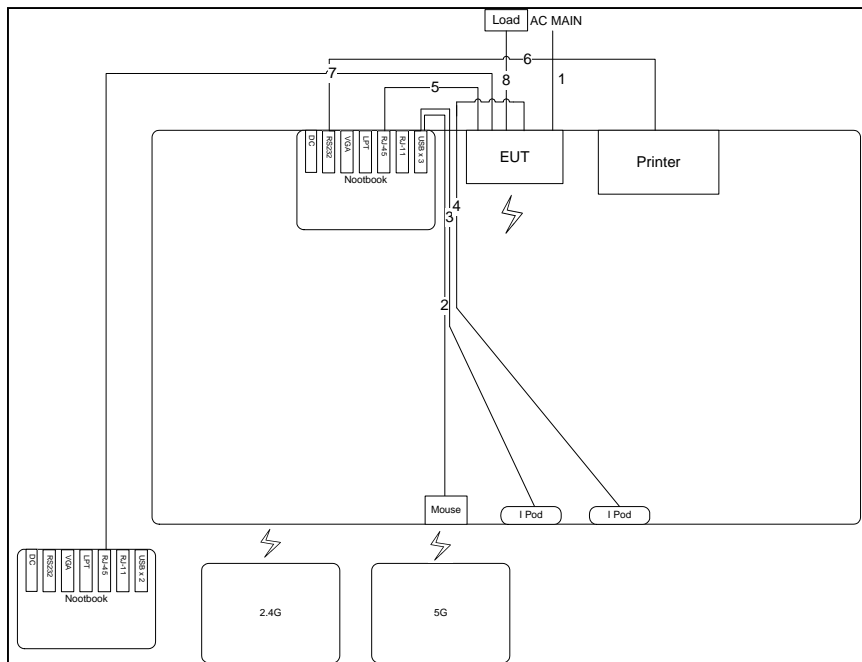 Load AC MAIN
6
7
8
1
5
DC
RS232
VGA
LPT
RJ-45
RJ-11
USB x 3
Nootbook
EUT
Printer
4
3
2
Mouse
I Pod
I Pod
DC
RS232
VGA
LPT
RJ-45
RJ-11
USB x 2
Nootbook
2.4G
5G